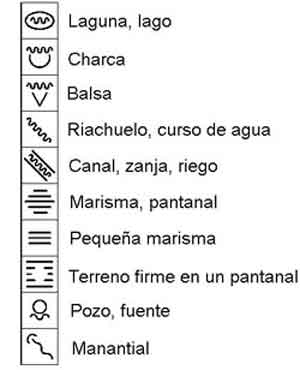 Laguna, lago
Charca
Balsa
Riachuelo, curso de agua
Canal, zanja, riego
Marisma, pantanal
Pequeña marisma
Terreno firme en un pantanal
Pozo, fuente
Manantial